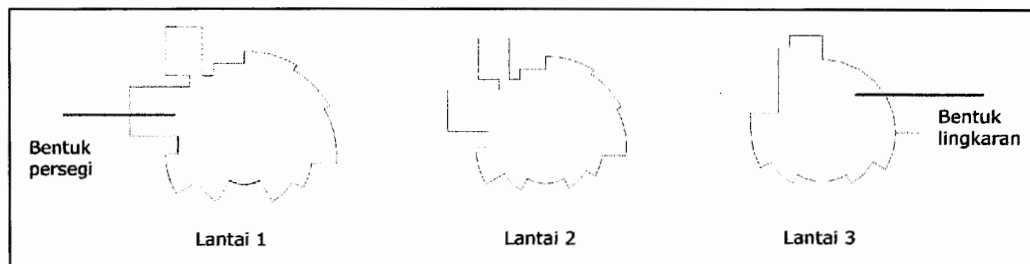 Bentuk
persegi
Bentuk
lingkaran
Lantai 1
Lantai 2
Lantai 3